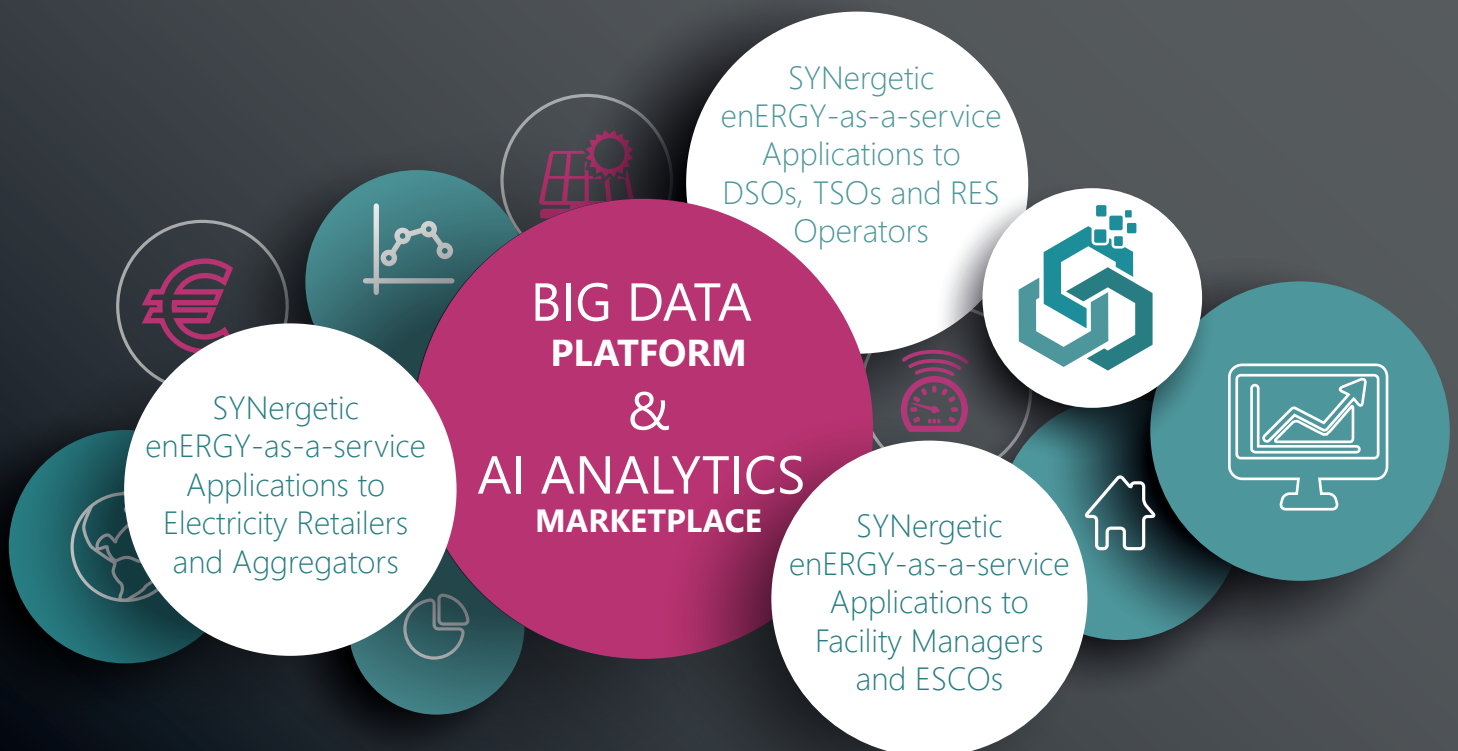 SYNergetic
enERGY-as-a-service
Applications to
DSOs, TSOs and RES
Operators
BIG DATA
PLATFORM
&
AI ANALYTICS
MARKETPLACE
SYNergetic
enERGY-as-a-service
Applications to
Electricity Retailers
and Aggregators
SYNergetic
enERGY-as-a-service
Applications to
Facility Managers
and ESCOs